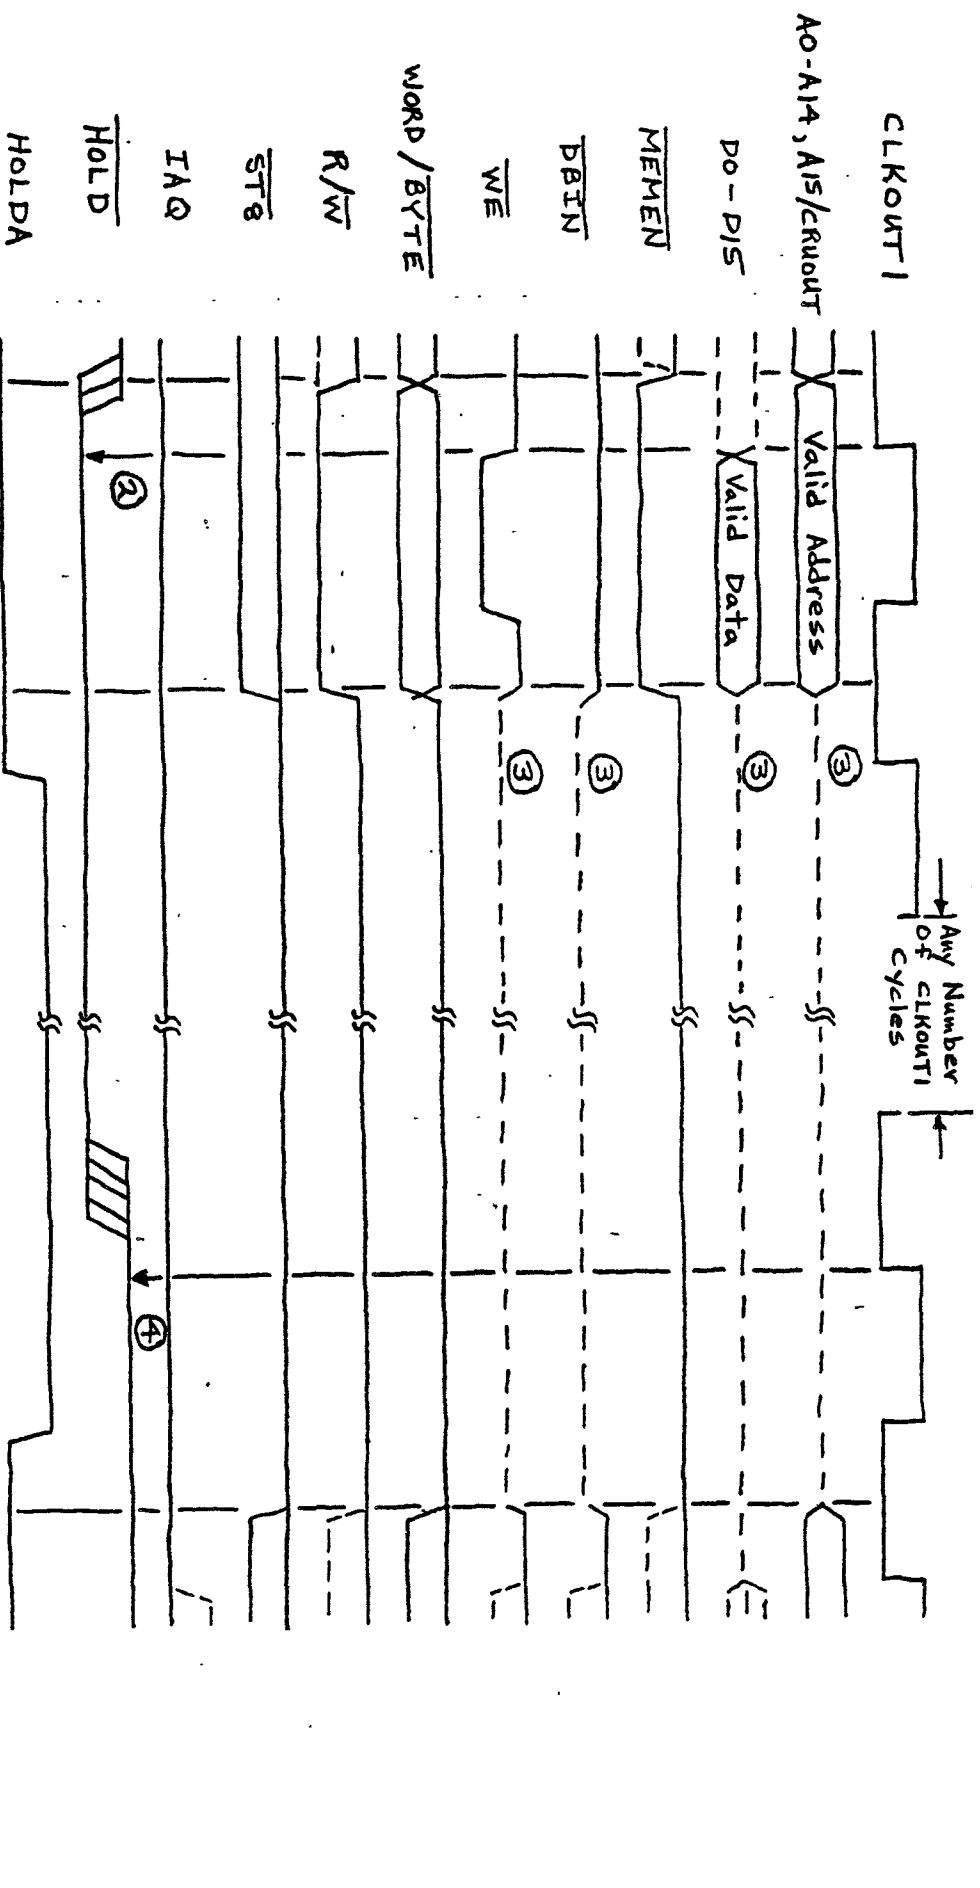 CLKOUT1
A0-A14, A15/CRUOUT
D0-D15
MEMEN
DBIN
WE
WORD/BYTE
R/W
ST8
IAQ
HOLD
HOLDA
Any Number
of CLKOUT1
Cycles
Valid Address
Valid Data
3
3
3
3
2
4